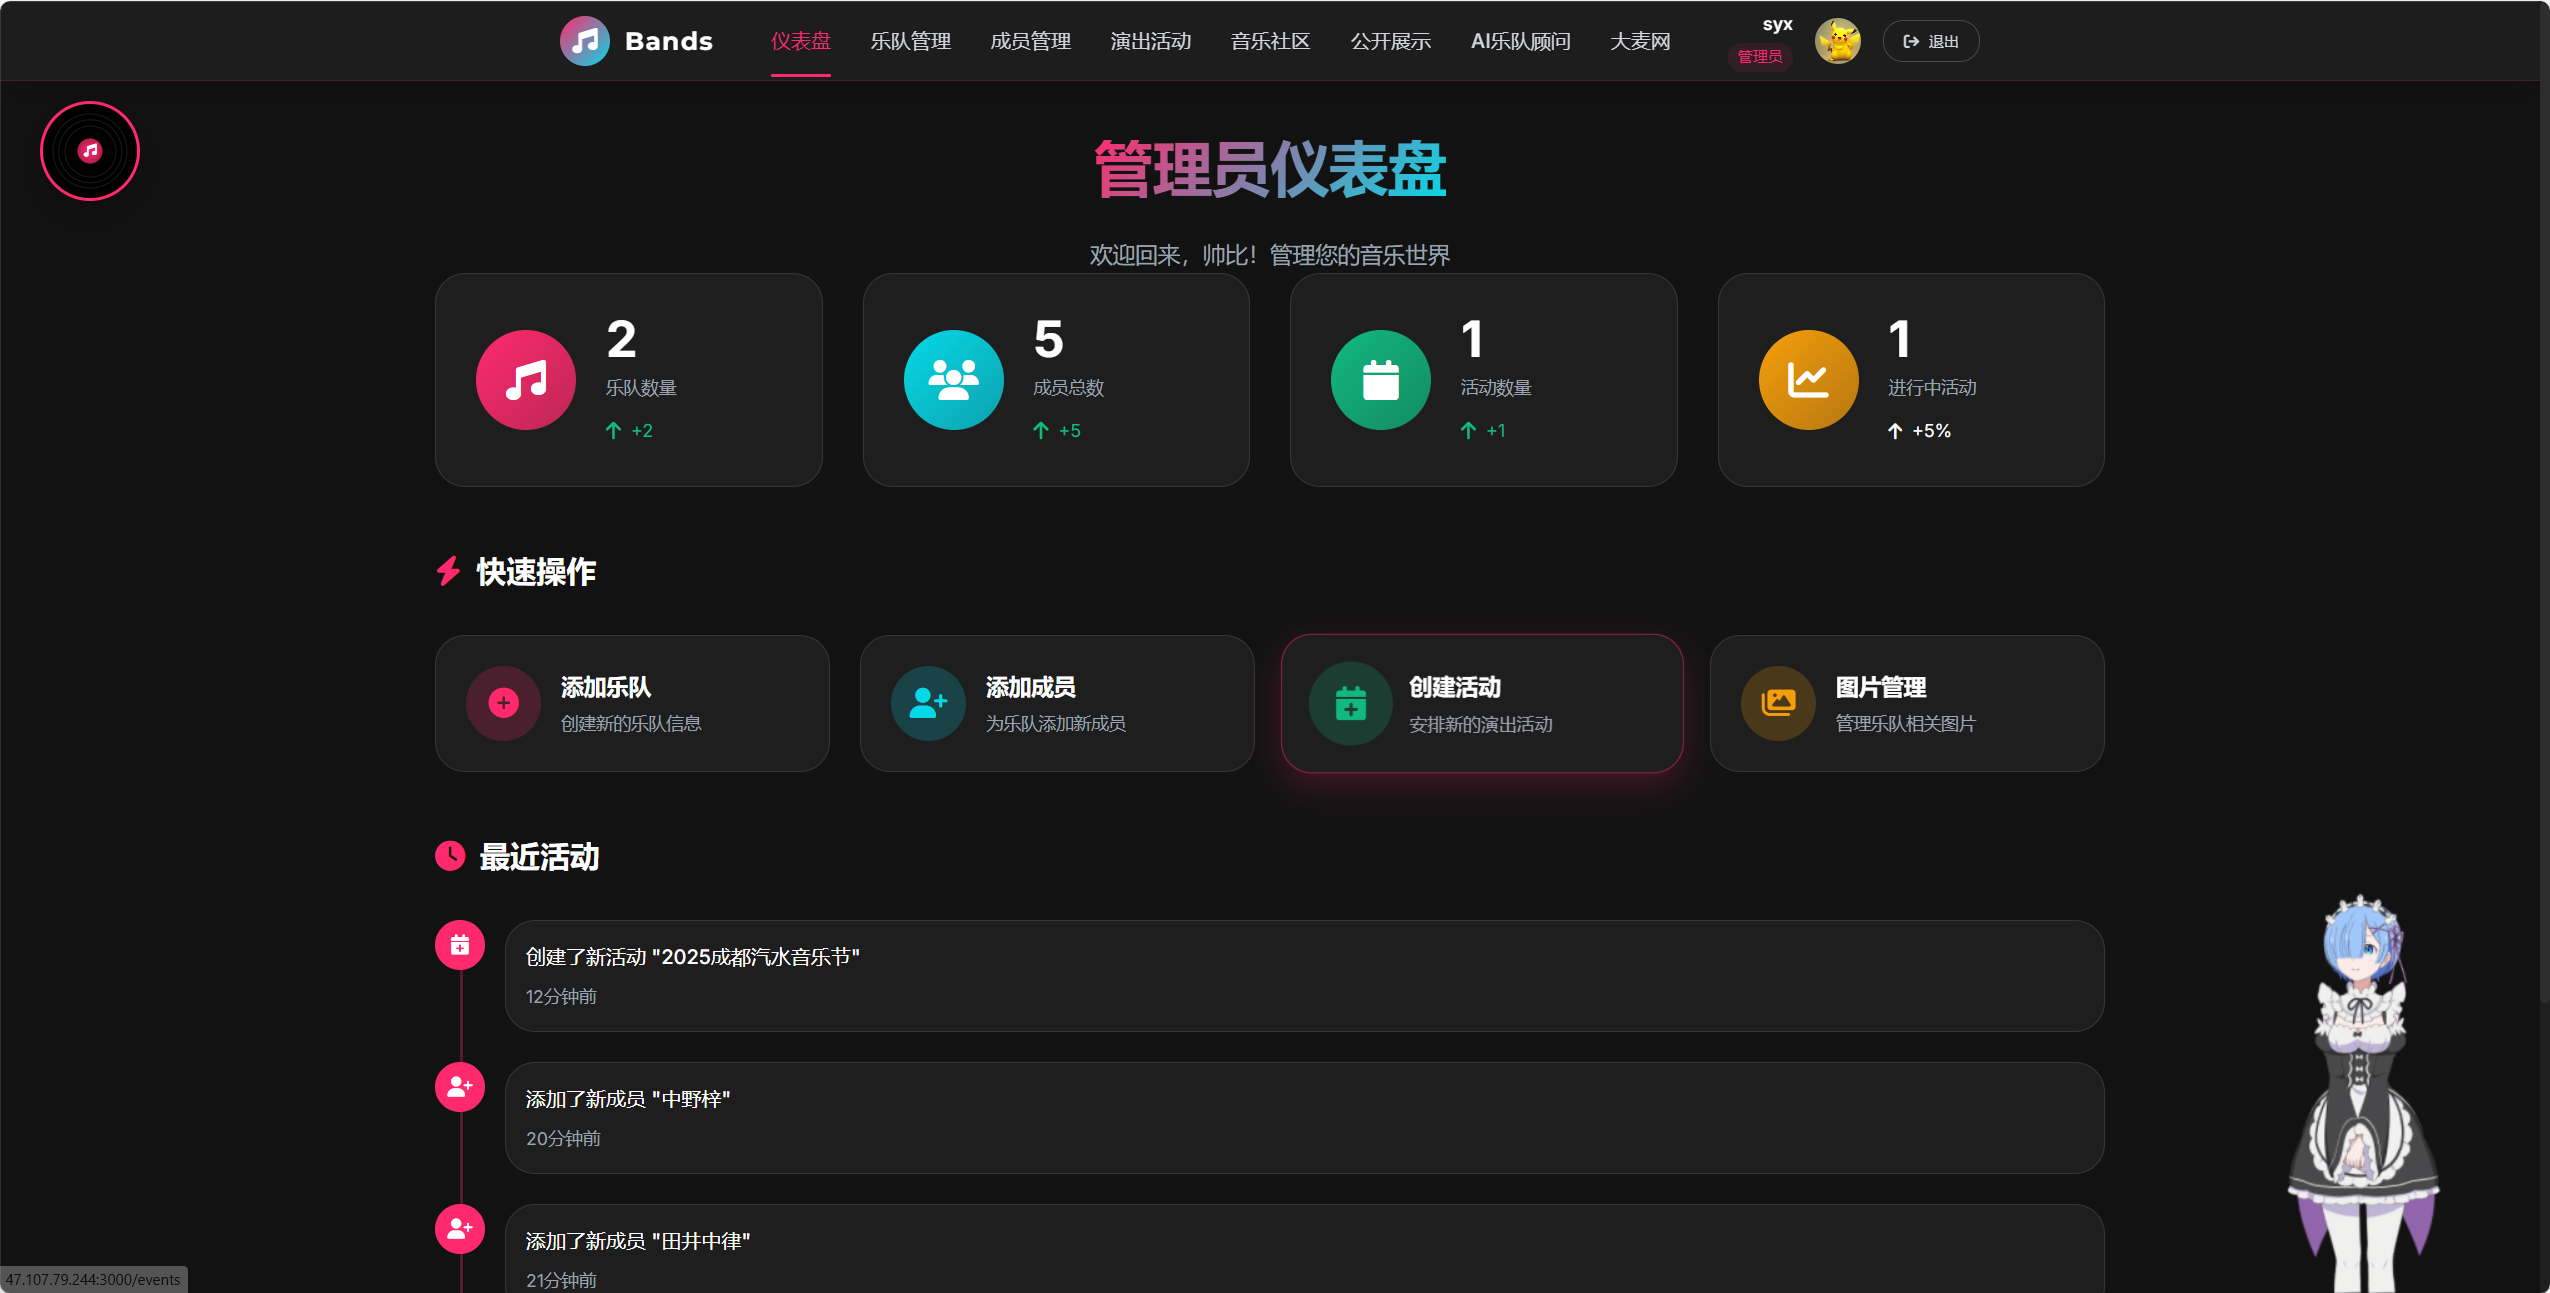 Bands
仪表盘
乐队管理
成员管理
演出活动
音乐社区
公开展示
AI乐队顾问
大麦网
syx
管理员
退出
管理员仪表盘
欢迎回来，帅比！管理您的音乐世界
2
乐队数量
+2
5
成员总数
+5
1
活动数量
+1
1
进行中活动
+5%
快速操作
添加乐队
创建新的乐队信息
添加成员
为乐队添加新成员
创建活动
安排新的演出活动
图片管理
管理乐队相关图片
最近活动
创建了新活动 "2025成都汽水音乐节"
12分钟前
添加了新成员 "中野梓"
20分钟前
添加了新成员 "田井中律"
21分钟前
47.107.79.244:3000/events